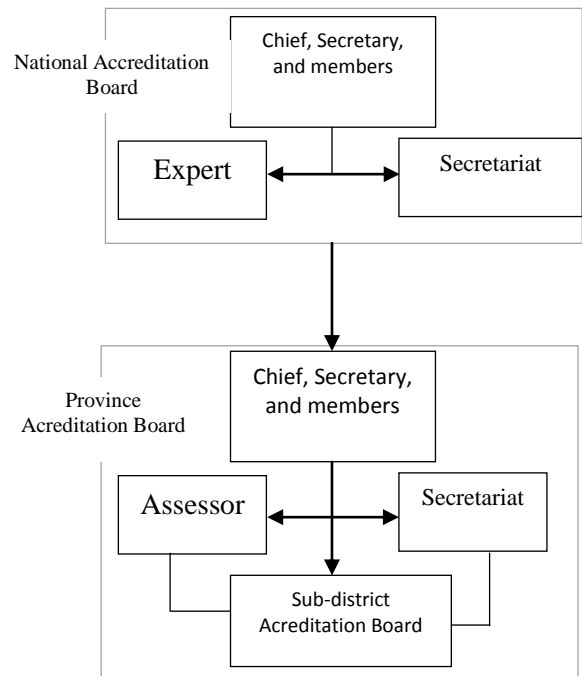 Chief, Secretary,
and members
National Accreditation
Board
Expert
Secretariat
Chief, Secretary,
and members
Province
Acreditation Board
Assessor
Secretariat
Sub-district
Acreditation Board